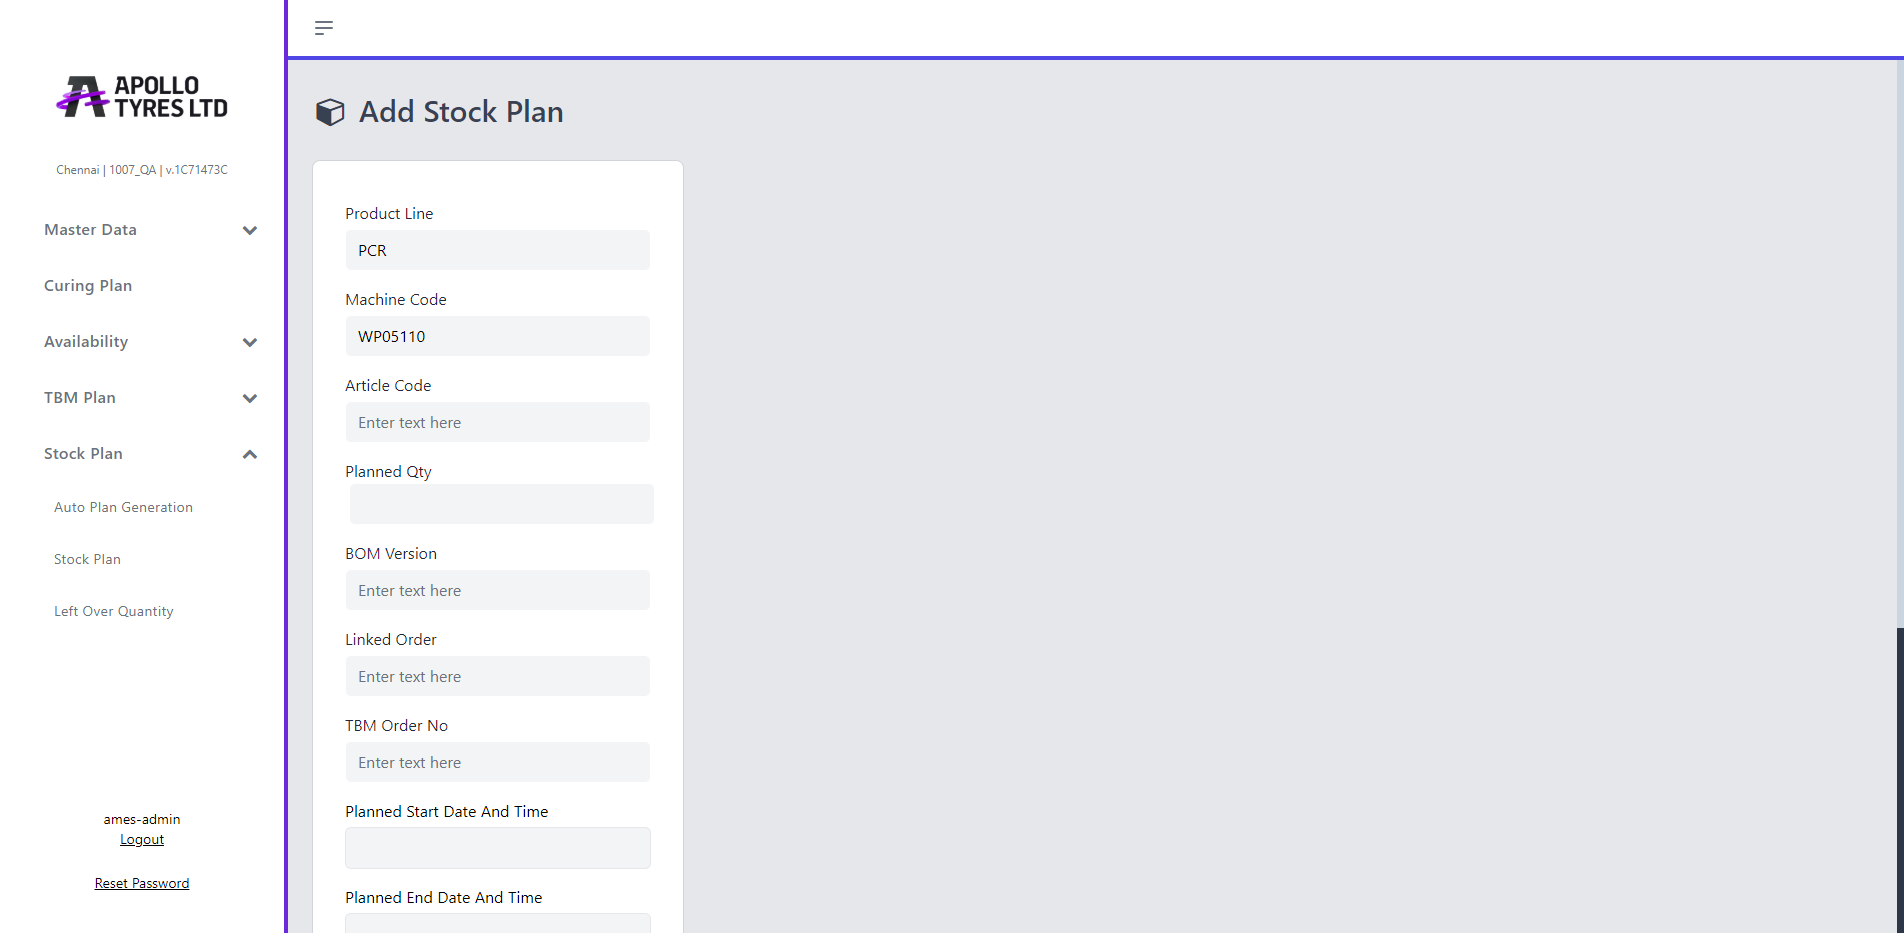 APOLLO
TYRES LTD
Chennai | 1007_QA | v.1C71473C
Master Data
Curing Plan
Availability
TBM Plan
Stock Plan
Auto Plan Generation
Stock Plan
Left Over Quantity
ames-admin
Logout
Reset Password
Add Stock Plan
Product Line
PCR
Machine Code
WP05110
Article Code
Enter text here
Planned Qty
BOM Version
Enter text here
Linked Order
Enter text here
TBM Order No
Enter text here
Planned Start Date And Time
Planned End Date And Time